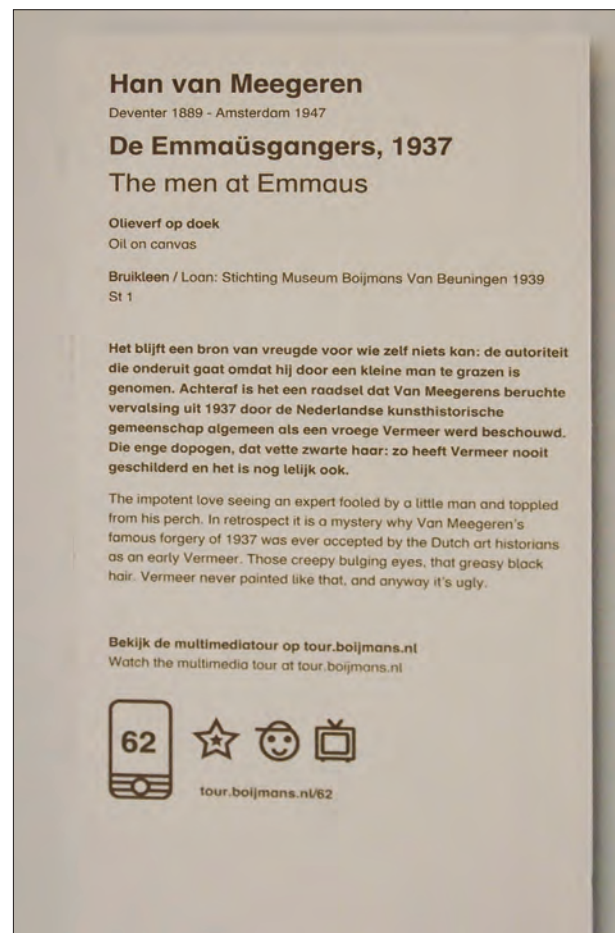 Han van Meegeren
Deventer 1889 - Amsterdam 1947
De Emmaüsgangers, 1937
The men at Emmaus
Olieverf op doek
Oil on canvas
Bruikleen / Loan: Stichting Museum Boijmans Van Beuningen 1939
St 1
Het blijft een bron van vreugde voor wie zelf niets kan: de autoriteit
die onderuit gaat omdat hij door een kleine man te grazen is
genomen. Achteraf is het een raadsel dat Van Meegerens beruchte
vervalsing uit 1937 door de Nederlandse kunsthistorische
gemeenschap algemeen als een vroege Vermeer werd beschouwd.
Die enge dopogen, dat vette zwarte haar: zo heeft Vermeer nooit
geschilderd en het is nog lelijk ook.
The impotent love seeing an expert fooled by a little man and toppled
from his perch. In retrospect it is a mystery why Van Meegeren's
famous forgery of 1937 was ever accepted by the Dutch art historians
as an early Vermeer. Those creepy bulging eyes, that greasy black
hair. Vermeer never painted like that, and anyway it's ugly.
Bekijk de multimediatour op tour.boijmans.nl
Watch the multimedia tour at tour.boijmans.nl
62
tour.boijmans.nl/62